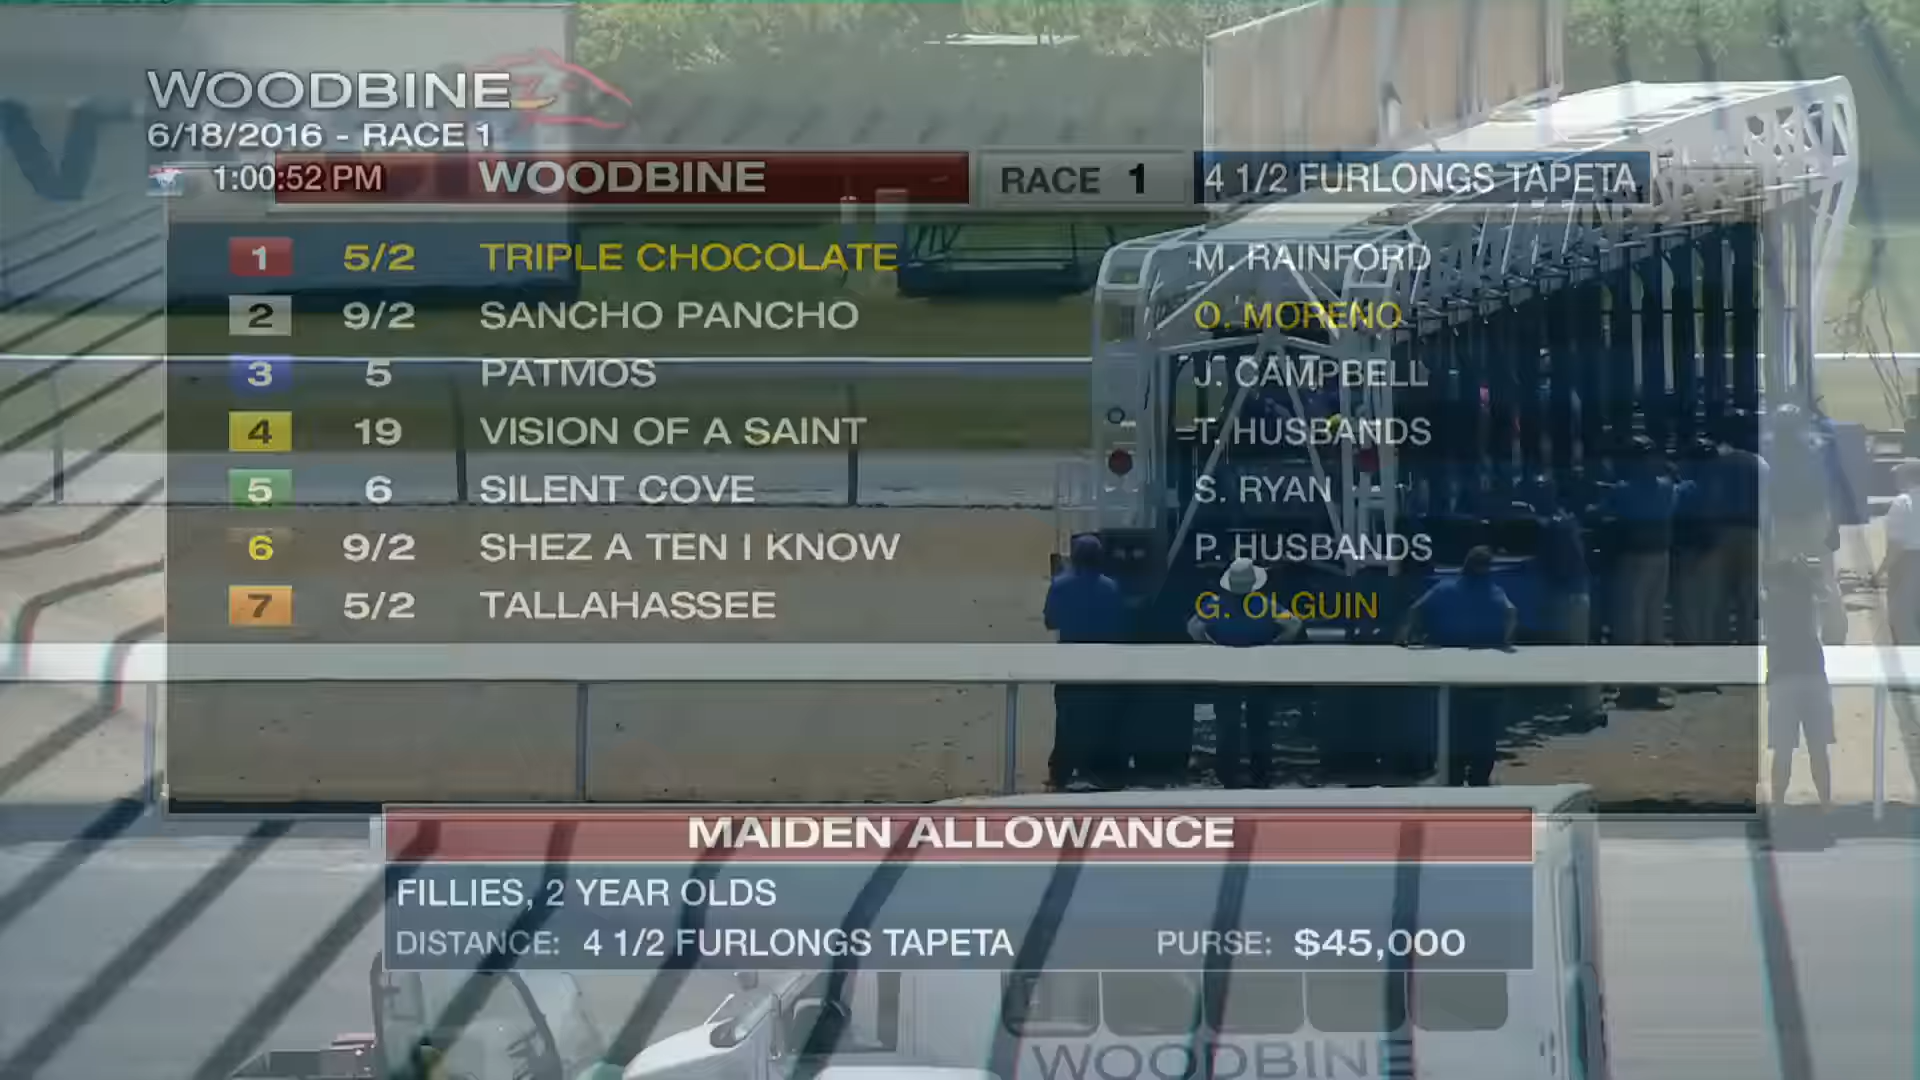 WOODBINE
6/18/2016 - RACE 1
1:00:52 PM WOODBINE RACE 1 4 1/2 FURLONGS TAPETA
1 5/2 TRIPLE CHOCOLATE M. RAINFORD
2 9/2 SANCHO PANCHO O. MORENO
3 5 PATMOS J. CAMPBELL
4 19 VISION OF A SAINT T. HUSBANDS
5 6 SILENT COVE S. RYAN
6 9/2 SHEZ A TEN I KNOW P. HUSBANDS
7 5/2 TALLAHASSEE G. OLGUIN
MAIDEN ALLOWANCE
FILLIES, 2 YEAR OLDS
DISTANCE: 4 1/2 FURLONGS TAPETA PURSE: $45,000
WOODBINE